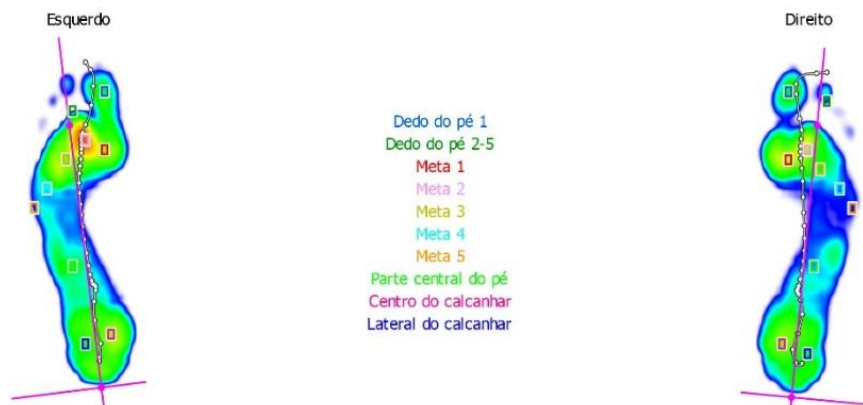 Esquerdo
Direito
Dedo do pé 1
Dedo do pé 2-5
Meta 1
Meta 2
Meta 3
Meta 4
Meta 5
Parte central do pé
Centro do calcanhar
Lateral do calcanhar